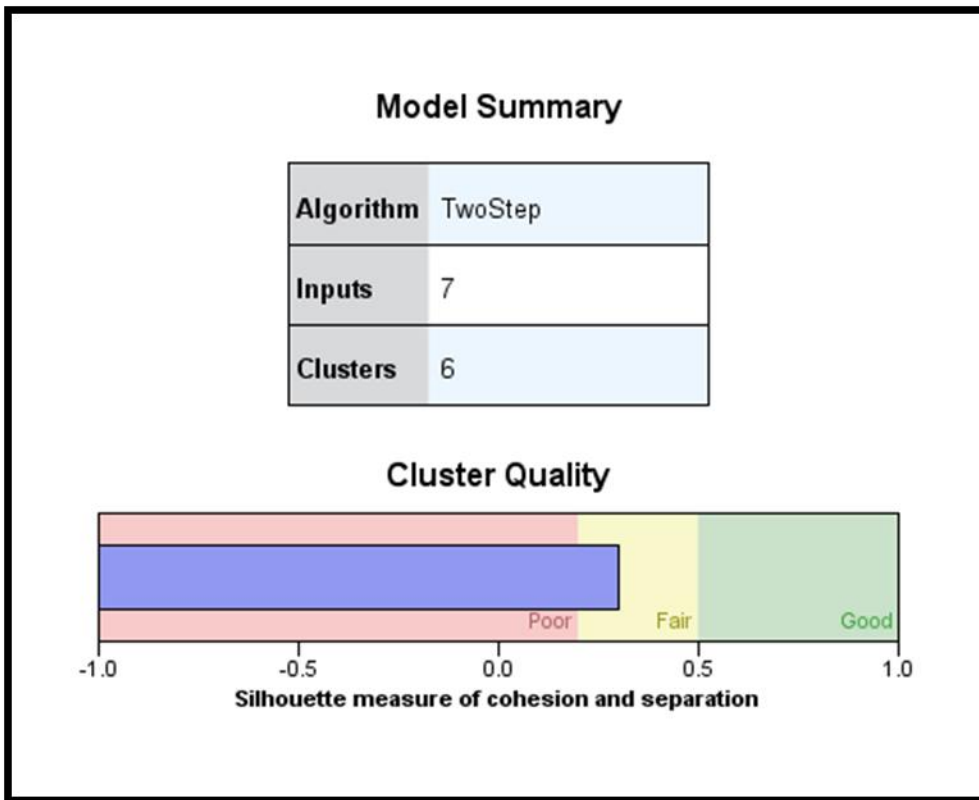 Model Summary
Algorithm TwoStep
Inputs 7
Clusters 6
Cluster Quality
Poor Fair Good
-1.0 -0.5 0.0 0.5 1.0
Silhouette measure of cohesion and separation